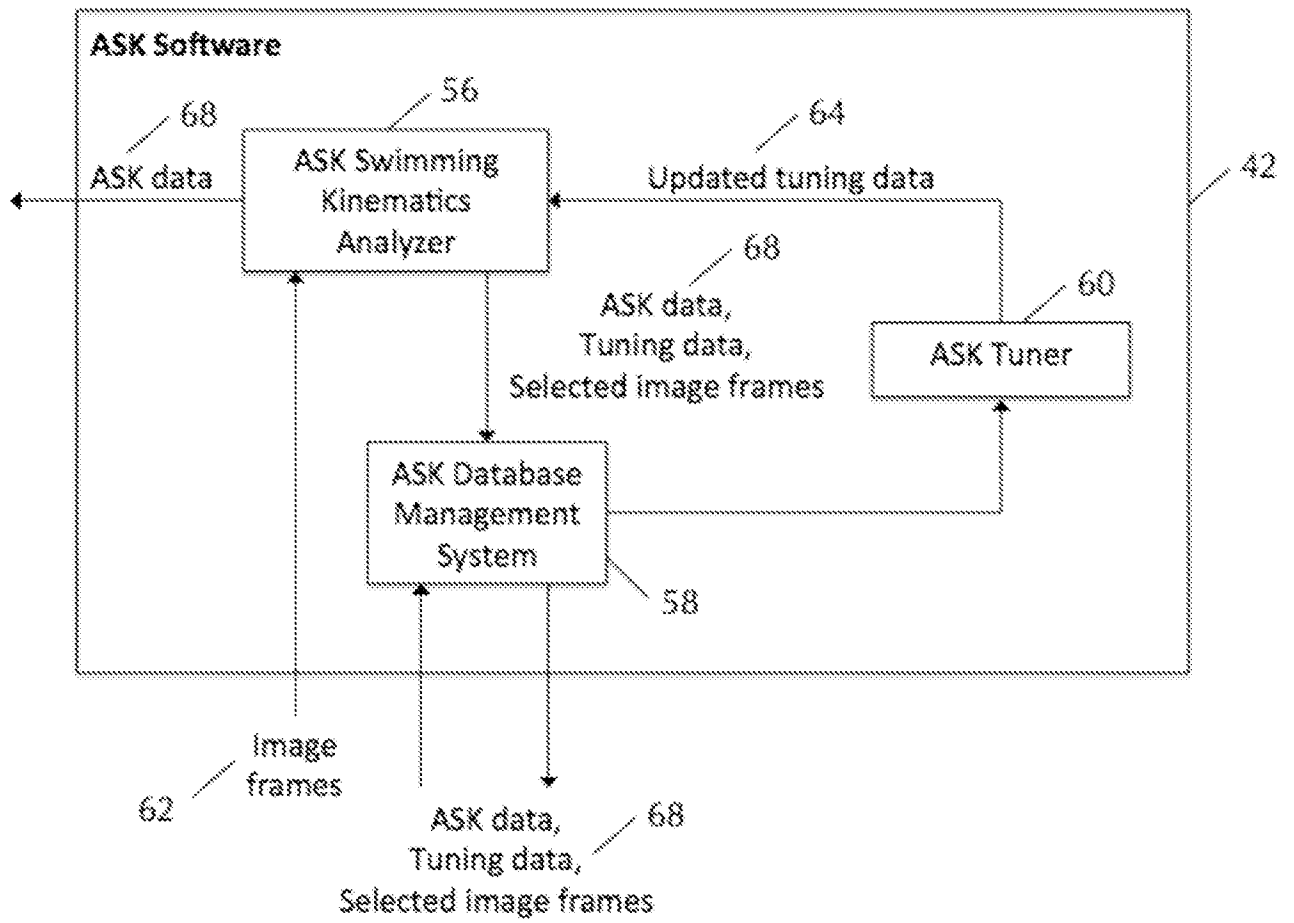 ASK Software
56
68
64
ASK data
ASK Swimming
Kinematics
Analyzer
Updated tuning data
42
68
ASK data,
Tuning data,
Selected image frames
60
ASK Tuner
ASK Database
Management
System
58
Image
frames
62
ASK data,
Tuning data,
Selected image frames
68